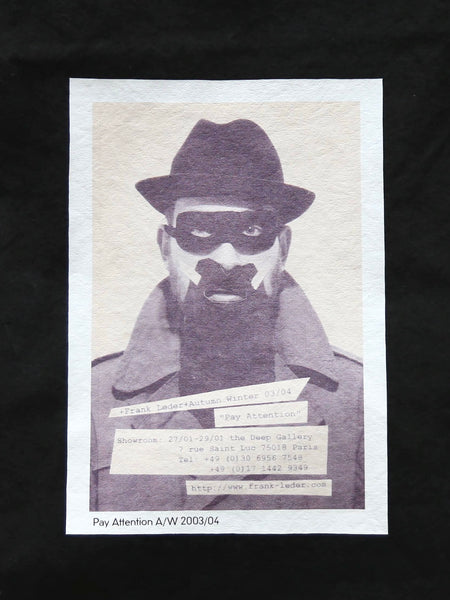 +Frank Leder+Autumn Winter 03/04
"Pay Attention"
Showroom: 27/01-29/01 the Deep Gallery
7 rue Saint Luc 75018 Paris
Tel: +49 (0)30 6956 7548
+49 (0)17 1442 9349
http://www.frank-leder.com
Pay Attention A/W 2003/04